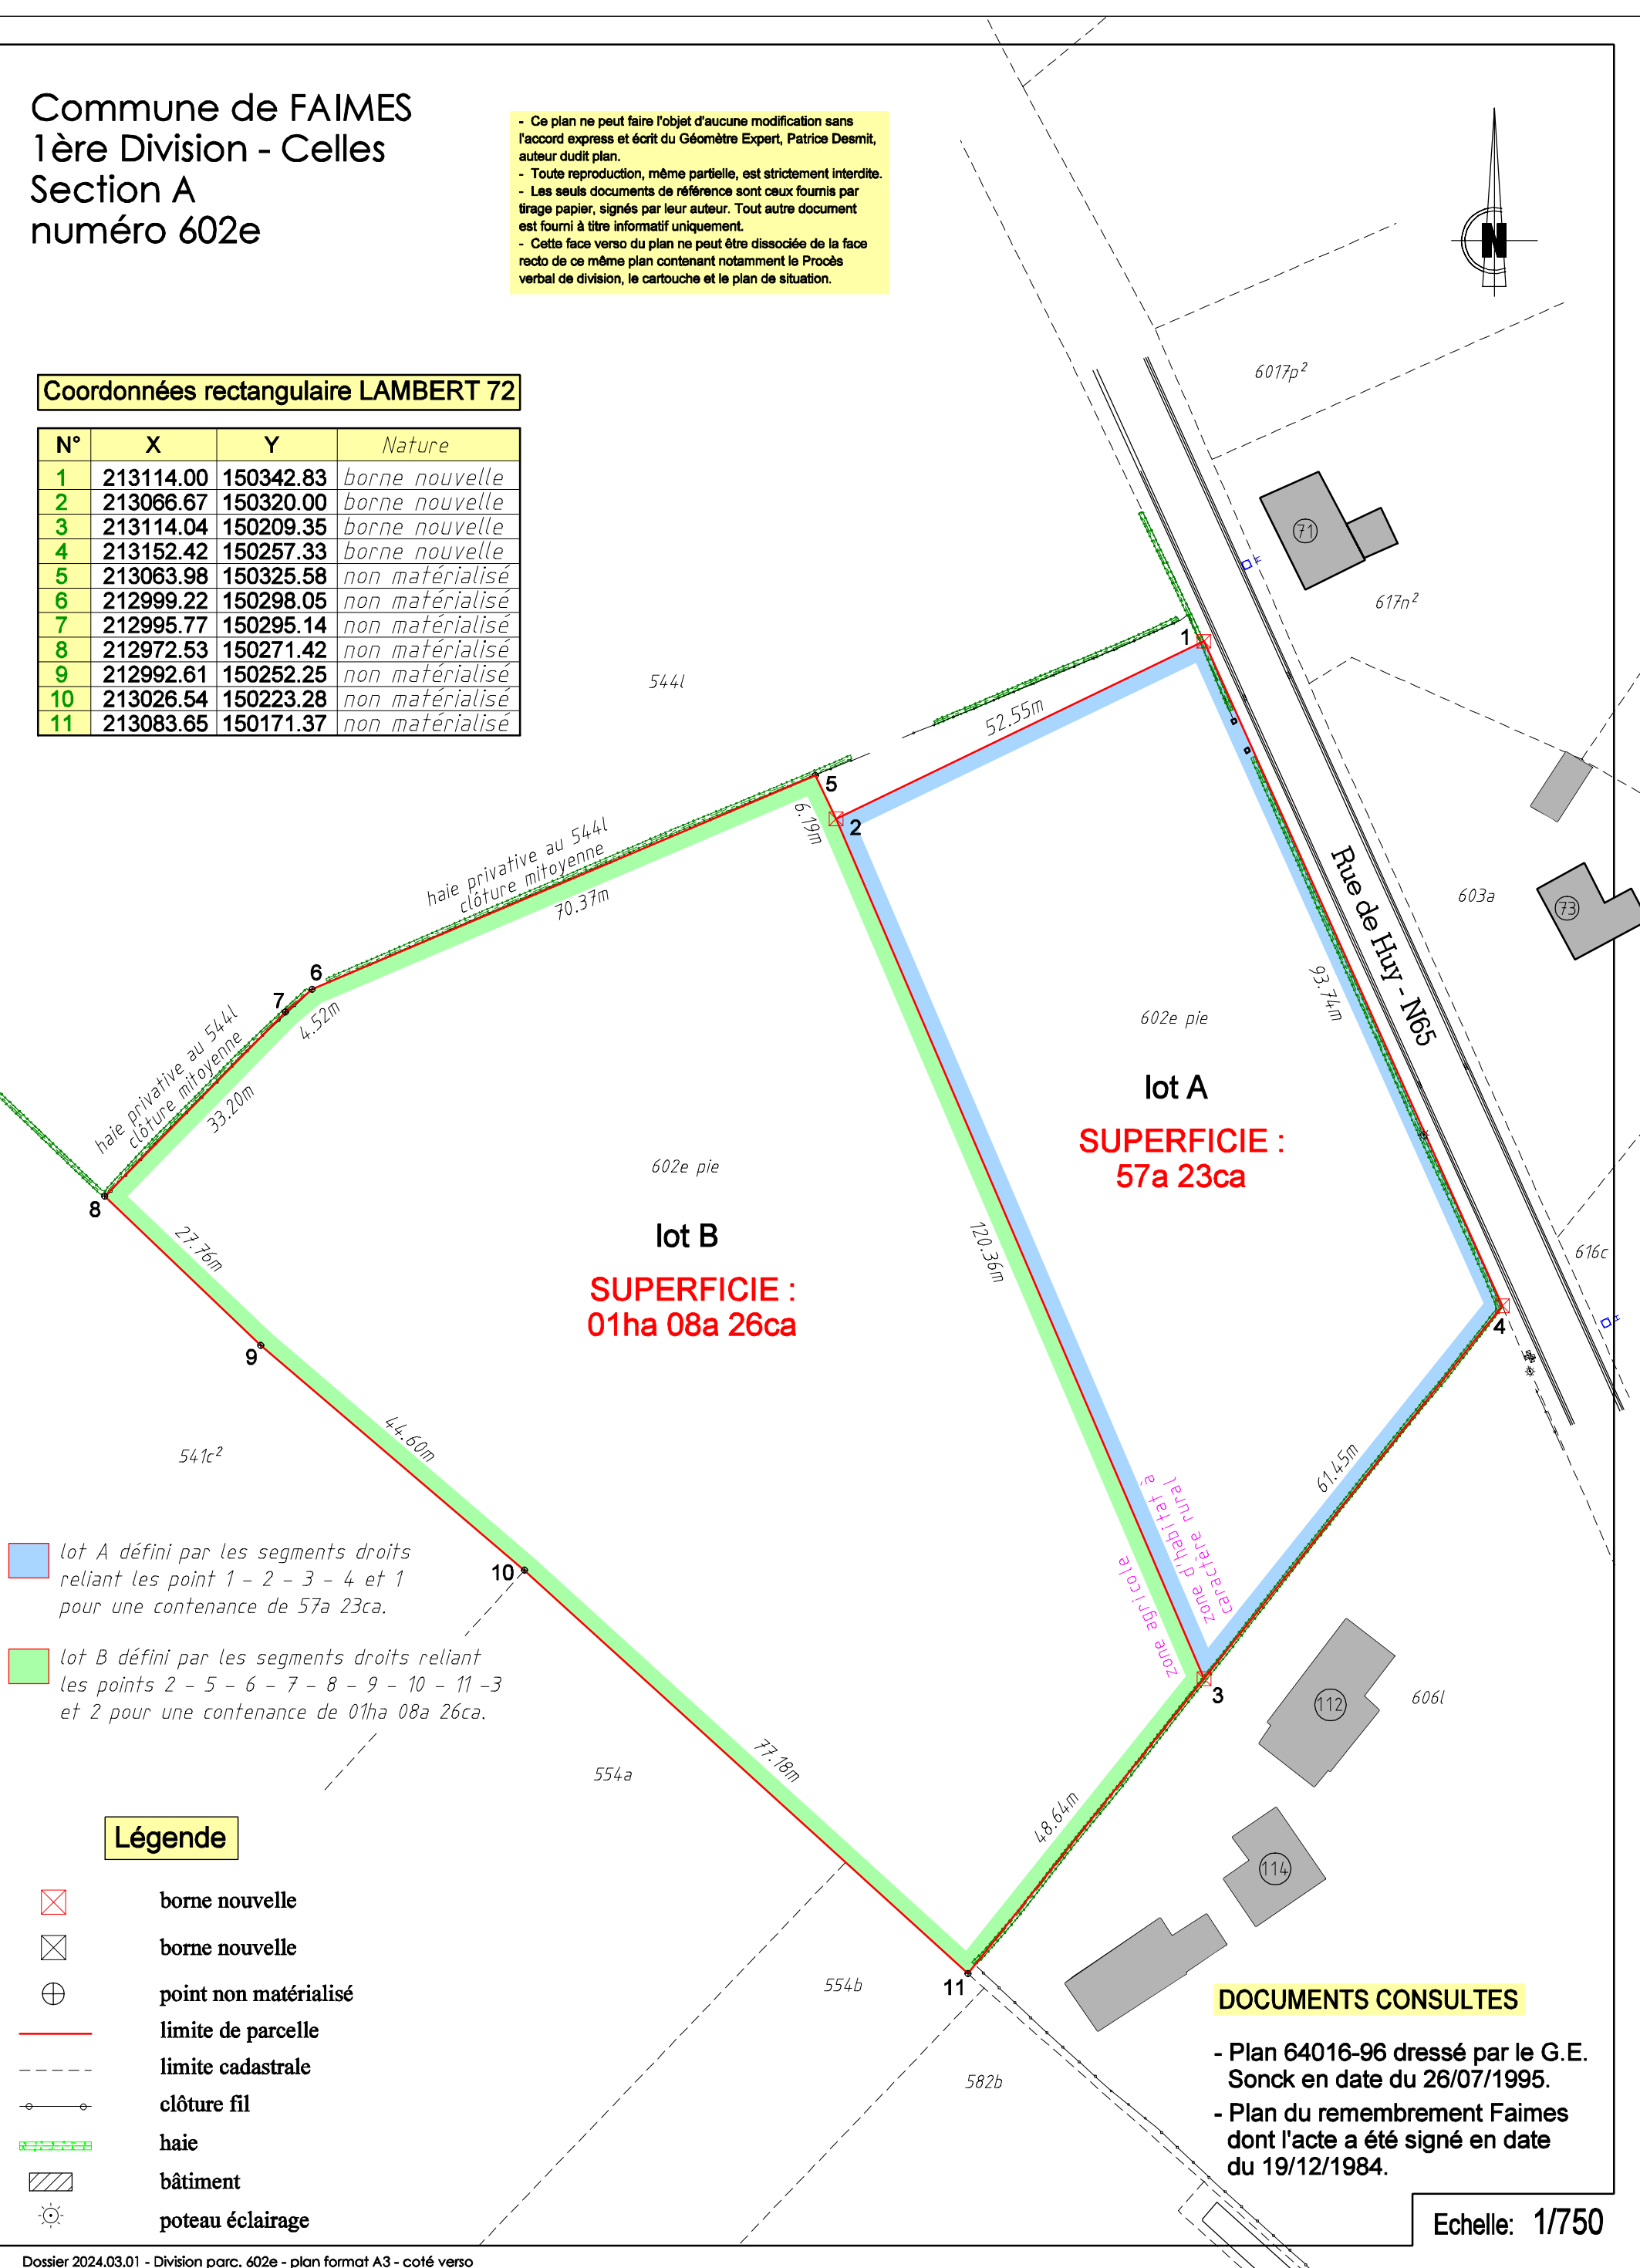 Commune de FAIMES
1ère Division - Celles
Section A
numéro 602e
- Ce plan ne peut faire l'objet d'aucune modification sans
l'accord express et écrit du Géomètre Expert, Patrice Desmit,
auteur dudit plan.
- Toute reproduction, même partielle, est strictement interdite.
- Les seuls documents de référence sont ceux fournis par
tirage papier, signés par leur auteur. Tout autre document
est fourni à titre informatif uniquement.
- Cette face verso du plan ne peut être dissociée de la face
recto de ce même plan contenant notamment le Procès
verbal de division, le cartouche et le plan de situation.
N
Coordonnées rectangulaire LAMBERT 72
N° X Y Nature
1 213114.00 150342.83 borne nouvelle
2 213066.67 150320.00 borne nouvelle
3 213114.04 150209.35 borne nouvelle
4 213152.42 150257.33 borne nouvelle
5 213063.98 150325.58 non matérialisé
6 212999.22 150298.05 non matérialisé
7 212995.77 150295.14 non matérialisé
8 212972.53 150271.42 non matérialisé
9 212992.61 150252.25 non matérialisé
10 213026.54 150223.28 non matérialisé
11 213083.65 150171.37 non matérialisé
6017p²
71
617n²
544l
1
52.55m
5
2
6.19m
haie privative au 544l
clôture mitoyenne
70.37m
6
7
4.52m
haie privative au 544l
clôture mitoyenne
33.20m
8
27.76m
9
Rue de Huy - N65
603a
73
93.74m
602e pie
lot A
SUPERFICIE :
57a 23ca
602e pie
lot B
SUPERFICIE :
01ha 08a 26ca
120.36m
616c
4
61.45m
44.60m
541c²
10
zone d'habitat à
caractère rural
zone agricole
3
lot A défini par les segments droits
reliant les point 1 - 2 - 3 - 4 et 1
pour une contenance de 57a 23ca.
lot B défini par les segments droits reliant
les points 2 - 5 - 6 - 7 - 8 - 9 - 10 - 11 -3
et 2 pour une contenance de 01ha 08a 26ca.
112
606l
77.18m
554a
48.64m
114
11
554b
582b
Légende
borne nouvelle
borne nouvelle
point non matérialisé
limite de parcelle
limite cadastrale
clôture fil
haie
bâtiment
poteau éclairage
DOCUMENTS CONSULTES
- Plan 64016-96 dressé par le G.E.
Sonck en date du 26/07/1995.
- Plan du remembrement Faimes
dont l'acte a été signé en date
du 19/12/1984.
Echelle: 1/750
Dossier 2024.03.01 - Division parc. 602e - plan format A3 - coté verso